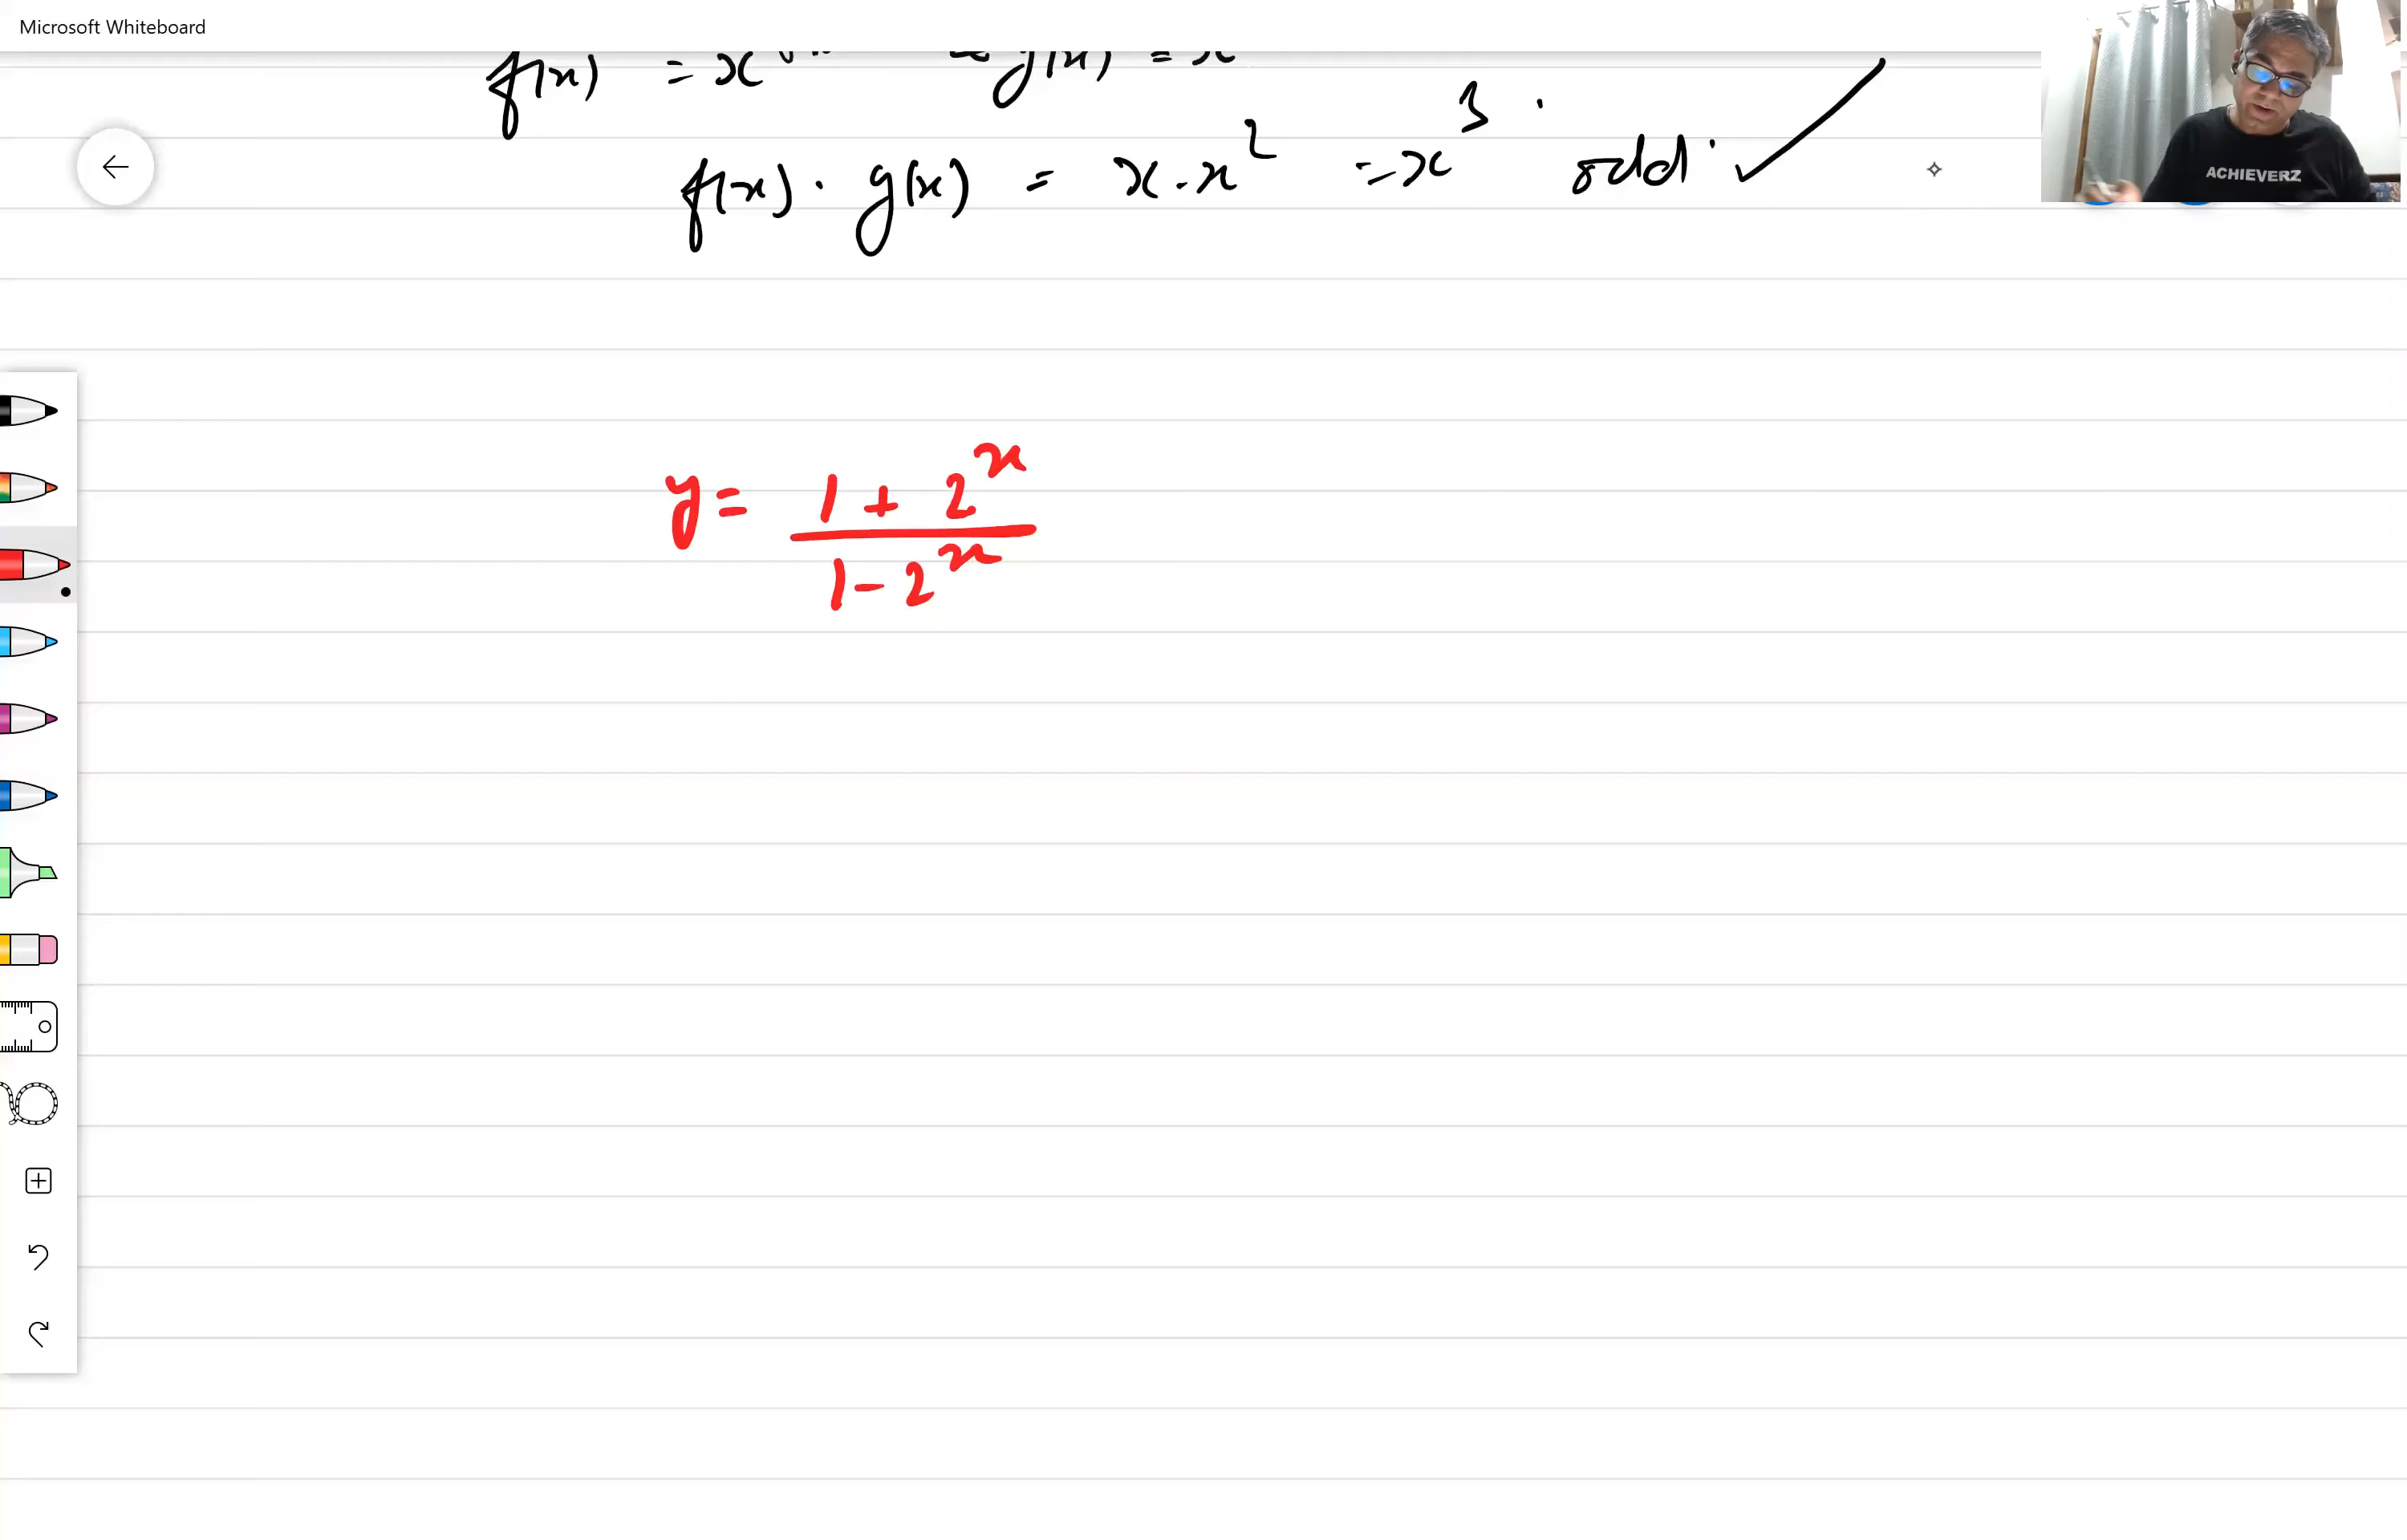 Microsoft Whiteboard
f(x) = x g(x) = x
f(x) · g(x) = x · x² = x³ · odd · ✓
ACHIEVERZ
y = (1 + 2^x) / (1 - 2^x)